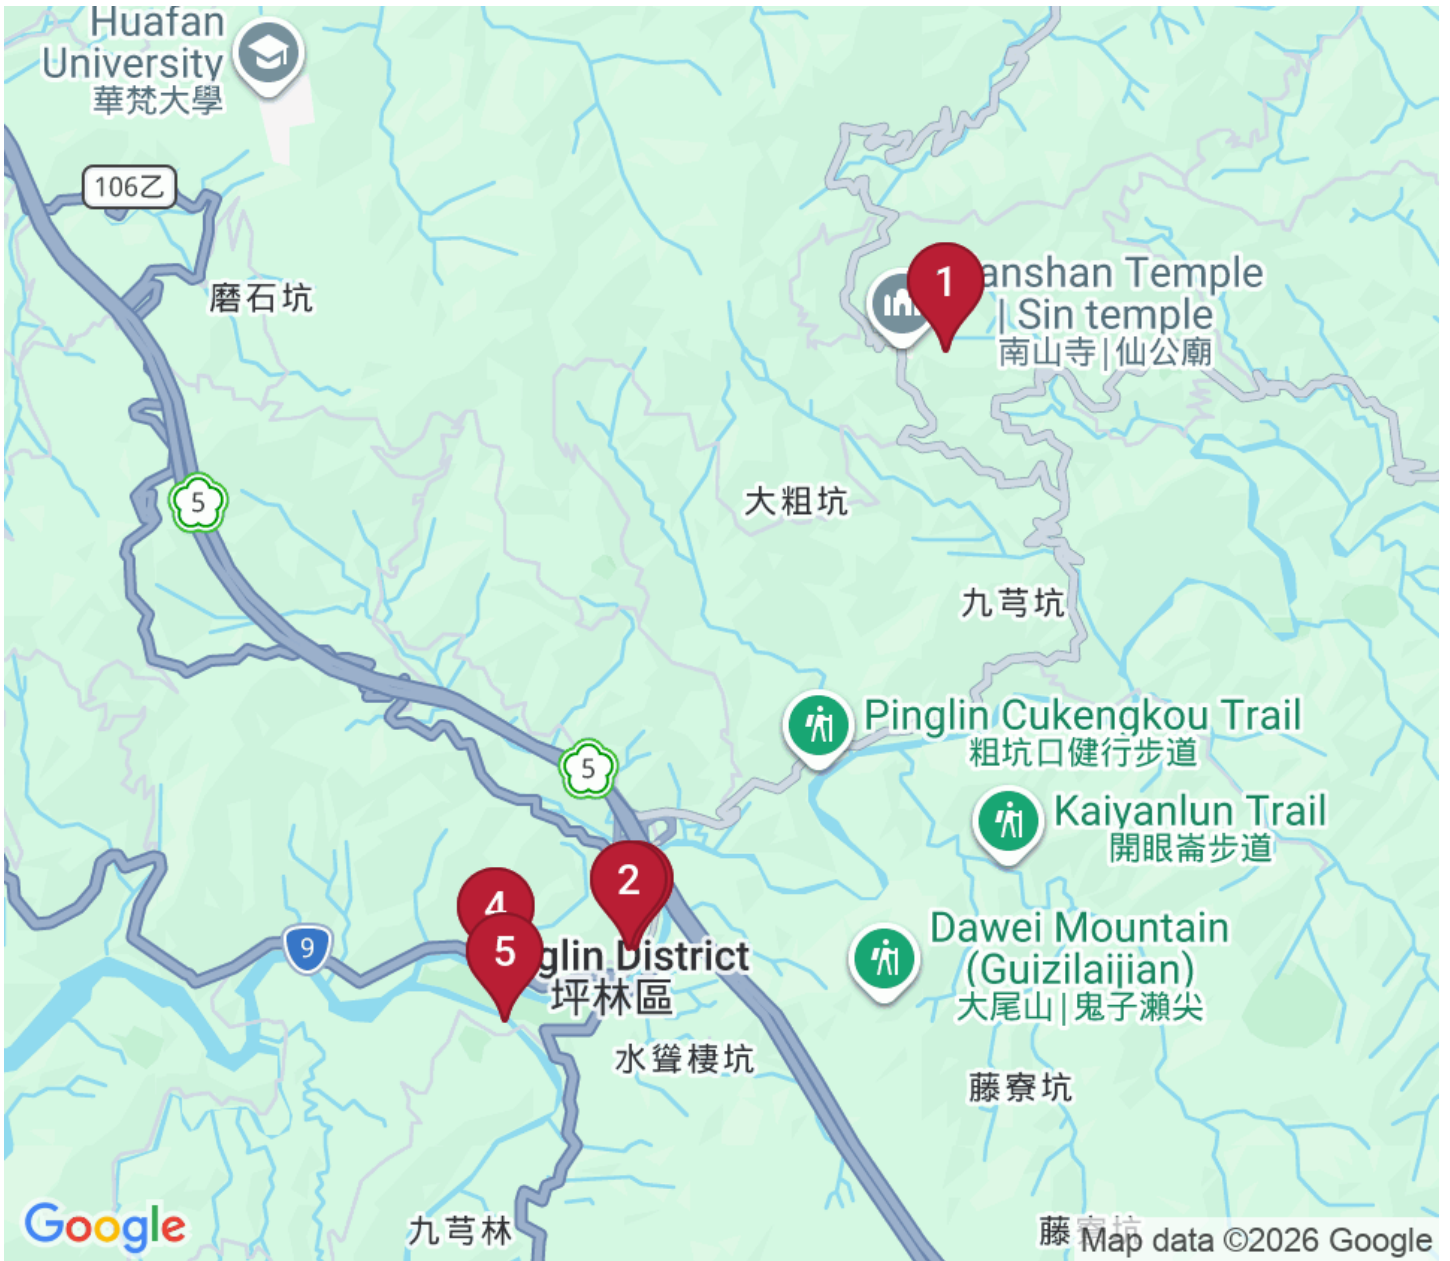 Huafan
University
華梵大學
106乙
磨石坑
1
anshan Temple
| Sin temple
南山寺|仙公廟
5
大粗坑
九芎坑
Pinglin Cukengkou Trail
粗坑口健行步道
5
Kaiyanlun Trail
開眼崙步道
2
4
5
glin District
坪林區
9
Dawei Mountain
(Guizilaijian)
大尾山|鬼子瀨尖
水聳棲坑
藤寮坑
九芎林
藤寮坑
Google
Map data ©2026 Google